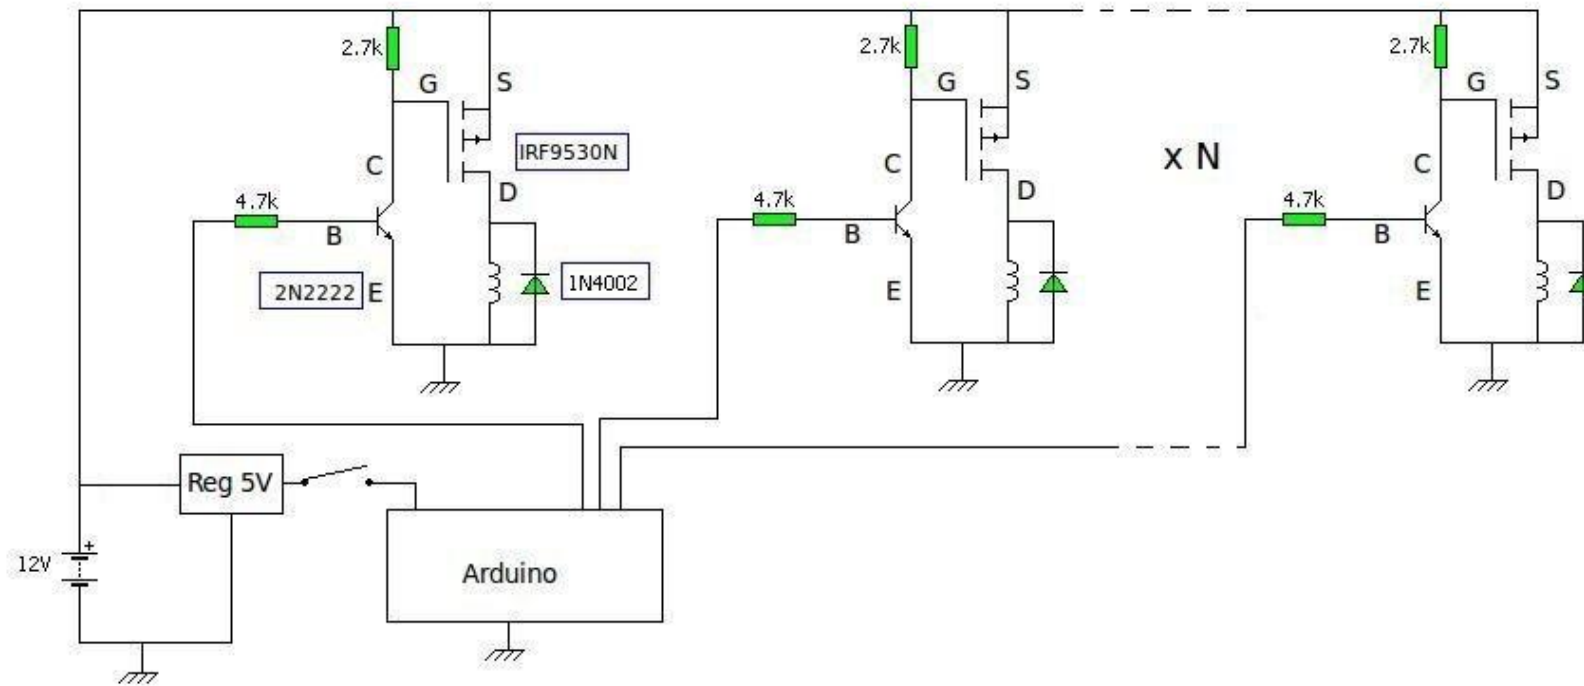 2.7k
G
S
IRF9530N
C
D
4.7k
B
2N2222
E
1N4002
2.7k
G
S
C
D
4.7k
B
E
x N
2.7k
G
S
C
D
4.7k
B
E
Reg 5V
12V
+
Arduino